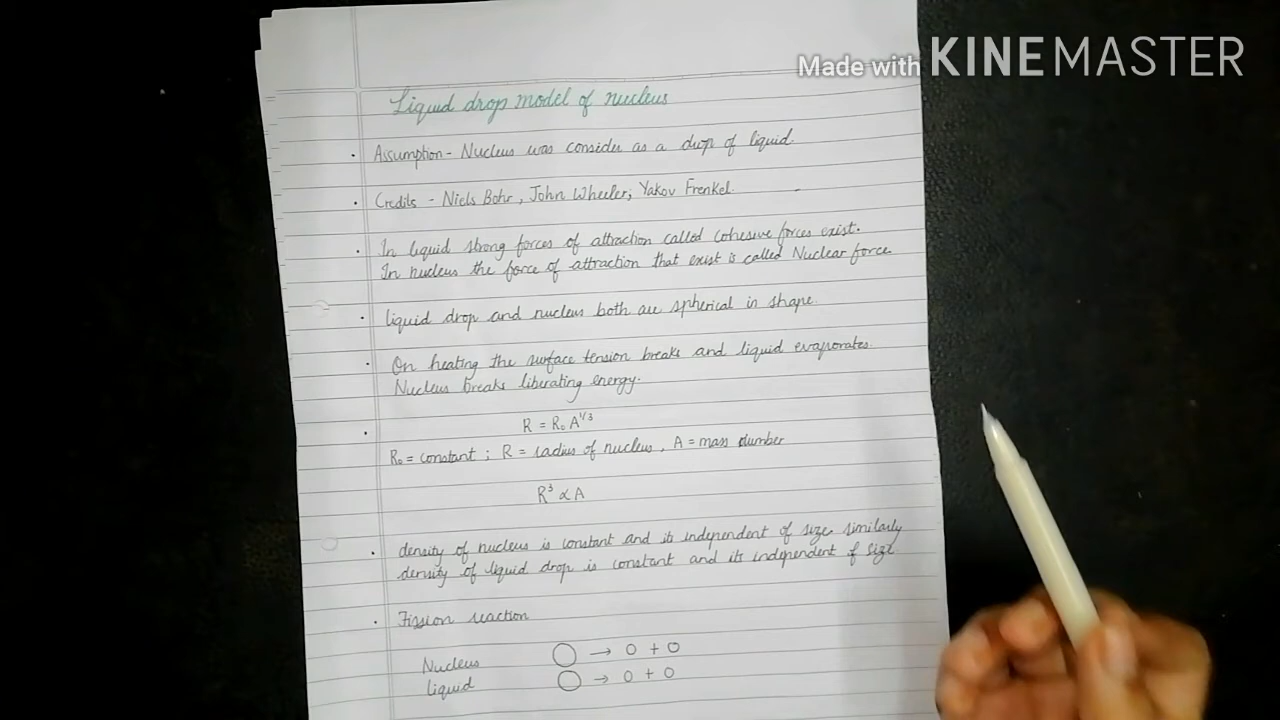 Made with KINEMASTER
Liquid drop model of nucleus
. Assumption - Nucleus was consider as a drop of liquid.
. Credits - Niels Bohr, John Wheeler, Yakov Frenkel.
. In liquid strong forces of attraction called cohesive forces exist.
In nucleus the force of attraction that exist is called Nuclear force
. liquid drop and nucleus both are spherical in shape.
. On heating the surface tension breaks and liquid evaporates.
Nucleus breaks liberating energy.
. R = R₀ A^1/3
R₀ = constant ; R = radius of nucleus, A = mass number
R³ ∝ A
. density of nucleus is constant and its independent of size similarly
density of liquid drop is constant and its independent of size
. Fission reaction
Nucleus ○ → ○ + ○
liquid ○ → ○ + ○